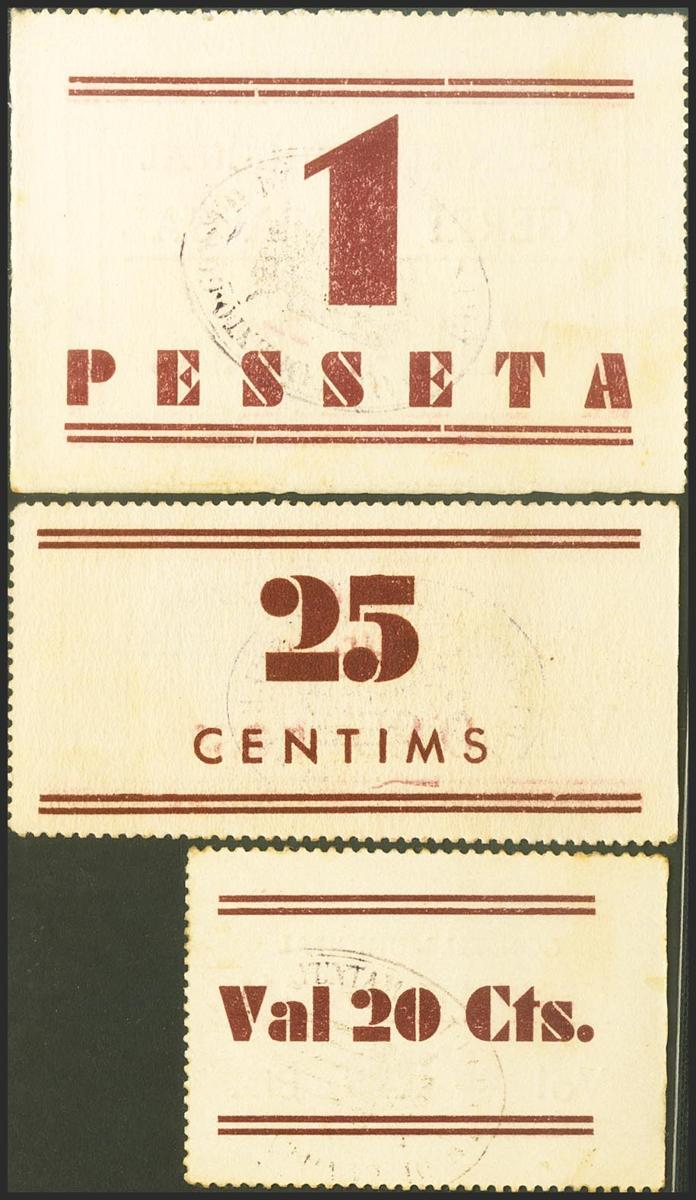 1
PESSETA
25
CENTIMS
Val 20 Cts.